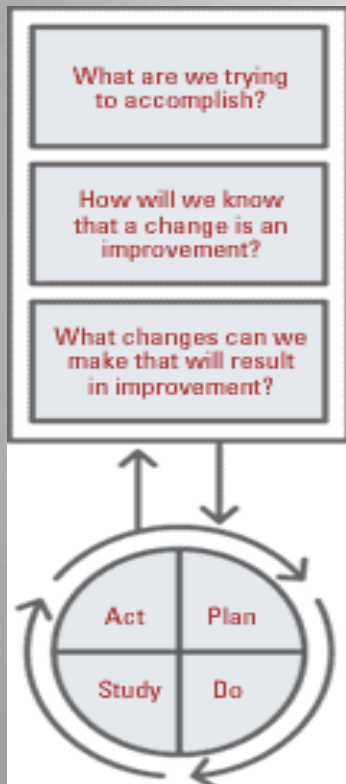 What are we trying
to accomplish?
How will we know
that a change is an
improvement?
What changes can we
make that will result
in improvement?
Act
Plan
Study
Do